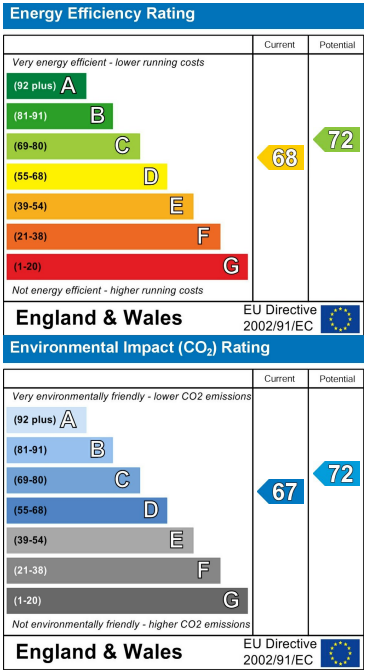 Energy Efficiency Rating
Current Potential
Very energy efficient - lower running costs
(92 plus) A
(81-91) B
(69-80) C
(55-68) D
(39-54) E
(21-38) F
(1-20) G
68
72
Not energy efficient - higher running costs
England & Wales
EU Directive
2002/91/EC
Environmental Impact (CO₂) Rating
Current Potential
Very environmentally friendly - lower CO2 emissions
(92 plus) A
(81-91) B
(69-80) C
(55-68) D
(39-54) E
(21-38) F
(1-20) G
67
72
Not environmentally friendly - higher CO2 emissions
England & Wales
EU Directive
2002/91/EC